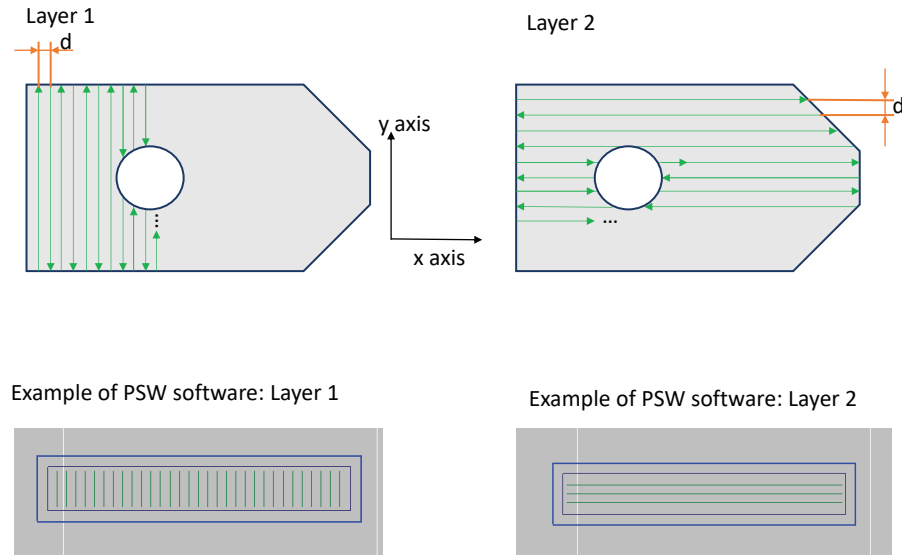 Layer 1
d
Layer 2
d
y axis
x axis
...
...
Example of PSW software: Layer 1
Example of PSW software: Layer 2